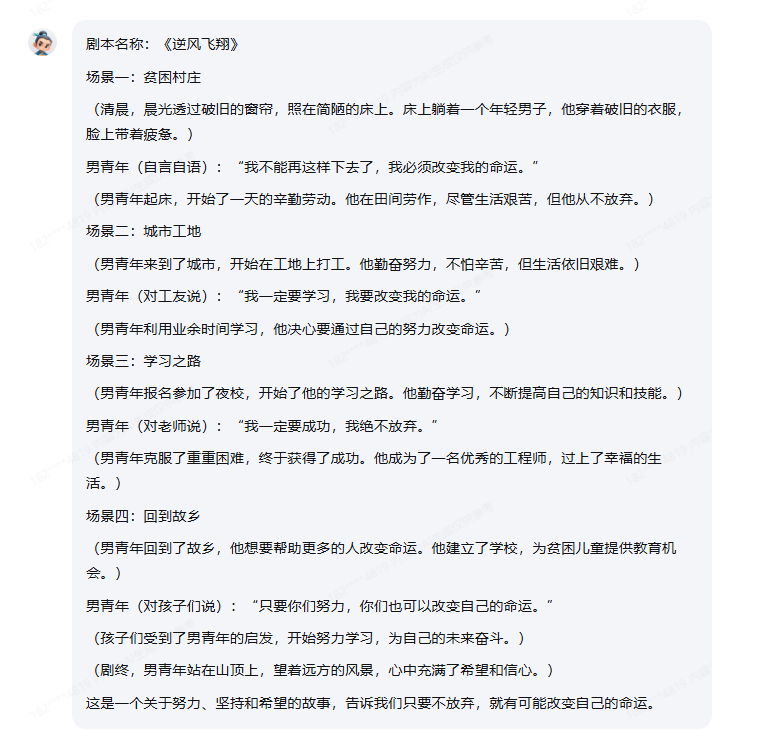 剧本名称：《逆风飞翔》
场景一：贫困村庄
（清晨，晨光透过破旧的窗帘，照在简陋的床上。床上躺着一个年轻男子，他穿着破旧的衣服，
脸上带着疲惫。）
男青年（自言自语）：“我不能再这样下去了，我必须改变我的命运。”
（男青年起床，开始了一天的辛勤劳动。他在田间劳作，尽管生活艰苦，但他从不放弃。）
场景二：城市工地
（男青年来到了城市，开始在工地上打工。他勤奋努力，不怕辛苦，但生活依旧艰难。）
男青年（对工友说）：“我一定要学习，我要改变我的命运。”
（男青年利用业余时间学习，他决心要通过自己的努力改变命运。）
场景三：学习之路
（男青年报名参加了夜校，开始了他的学习之路。他勤奋学习，不断提高自己的知识和技能。）
男青年（对老师说）：“我一定要成功，我绝不放弃。”
（男青年克服了重重困难，终于获得了成功。他成为了一名优秀的工程师，过上了幸福的生
活。）
场景四：回到故乡
（男青年回到了故乡，他想要帮助更多的人改变命运。他建立了学校，为贫困儿童提供教育机
会。）
男青年（对孩子们说）：“只要你们努力，你们也可以改变自己的命运。”
（孩子们受到了男青年的启发，开始努力学习，为自己的未来奋斗。）
（剧终，男青年站在山顶上，望着远方的风景，心中充满了希望和信心。）
这是一个关于努力、坚持和希望的故事，告诉我们只要不放弃，就有可能改变自己的命运。